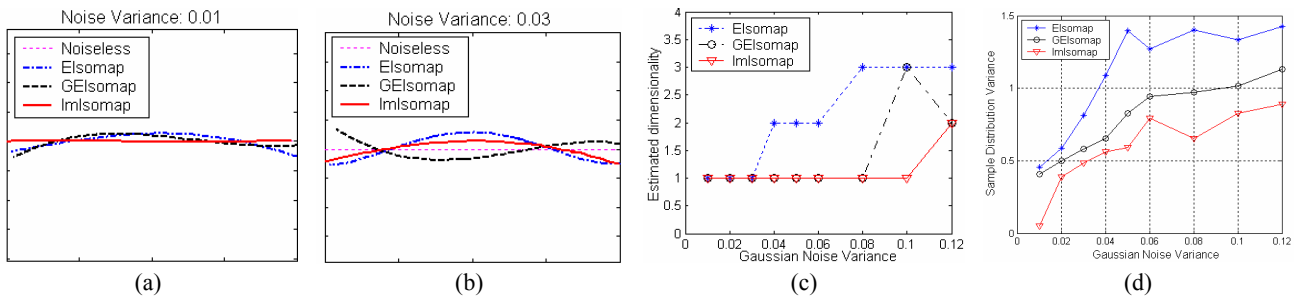 Noise Variance: 0.01
Noiseless
EIsomap
GEIsomap
ImIsomap
(a)
Noise Variance: 0.03
Noiseless
EIsomap
GEIsomap
ImIsomap
(b)
Estimated dimensionality
4
3.5
3
2.5
2
1.5
1
0.5
0
EIsomap
GEIsomap
ImIsomap
0 0.02 0.04 0.06 0.08 0.1 0.12
Gaussian Noise Variance
(c)
Sample Distribution Variance
1.5
1
0.5
0
EIsomap
GEIsomap
ImIsomap
0 0.02 0.04 0.06 0.08 0.1 0.12
Gaussian Noise Variance
(d)